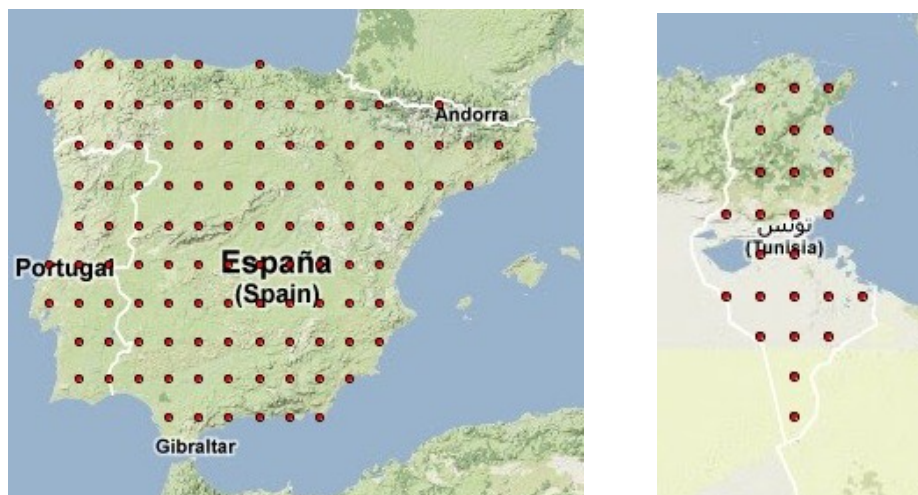 Andorra
Portugal
España
(Spain)
Gibraltar
تونس
(Tunisia)